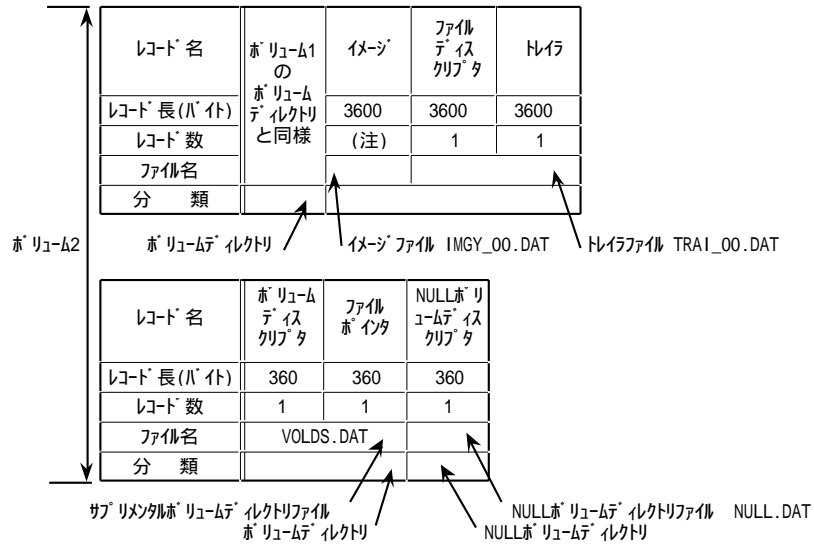 レコード名
ボリューム1
の
ボリューム
ディレクトリ
と同様
イメージ
ファイル
ディス
クリプタ
トレイラ
レコード長(バイト) 3600 3600 3600
レコード数 (注) 1 1
ファイル名
分 類
ボリューム2
ボリュームディレクトリ
イメージファイル IMGY_OO.DAT
トレイラファイル TRAI_OO.DAT
レコード名
ボリューム
ディス
クリプタ
ファイル
ポインタ
NULLボリ
ュームディス
クリプタ
レコード長(バイト) 360 360 360
レコード数 1 1 1
ファイル名 VOLDS.DAT
分 類
サプリメンタルボリュームディレクトリファイル
ボリュームディレクトリ
NULLボリュームディレクトリファイル NULL.DAT
NULLボリュームディレクトリ